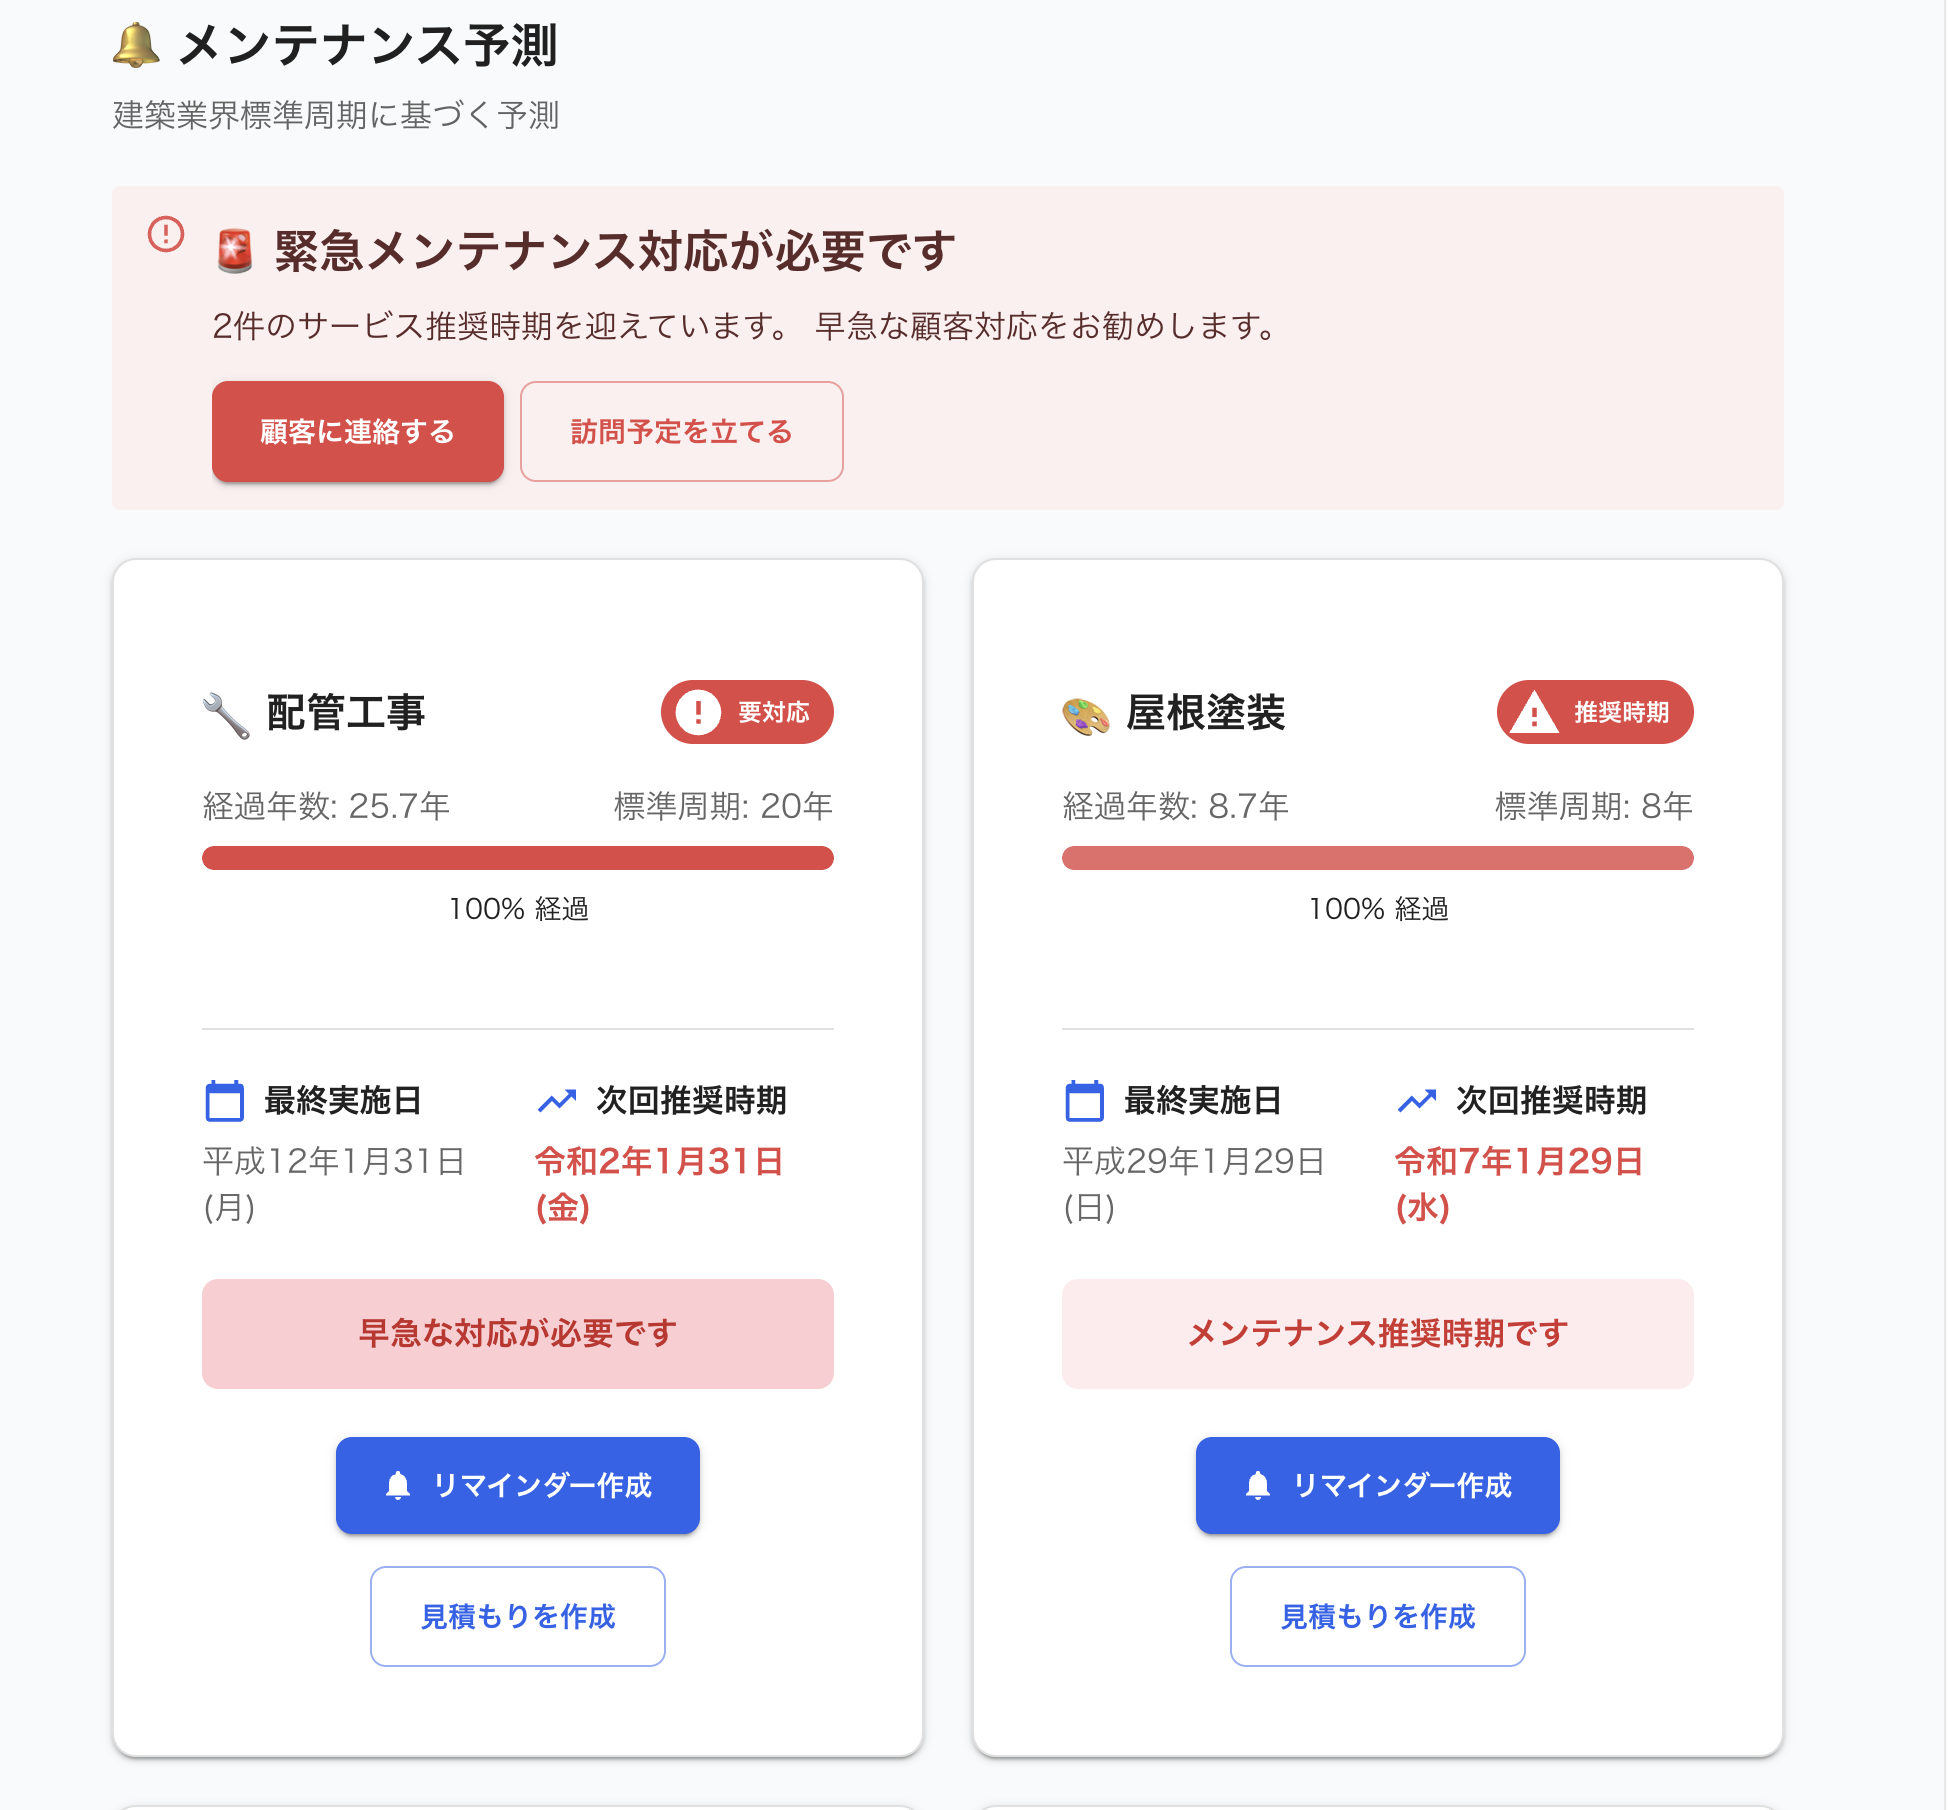 メンテナンス予測
建築業界標準周期に基づく予測
緊急メンテナンス対応が必要です
2件のサービス推奨時期を迎えています。 早急な顧客対応をお勧めします。
顧客に連絡する 訪問予定を立てる
配管工事 要対応
経過年数: 25.7年 標準周期: 20年
100% 経過
最終実施日 次回推奨時期
平成12年1月31日 令和2年1月31日
(月) (金)
早急な対応が必要です
リマインダー作成
見積もりを作成
屋根塗装 推奨時期
経過年数: 8.7年 標準周期: 8年
100% 経過
最終実施日 次回推奨時期
平成29年1月29日 令和7年1月29日
(日) (水)
メンテナンス推奨時期です
リマインダー作成
見積もりを作成